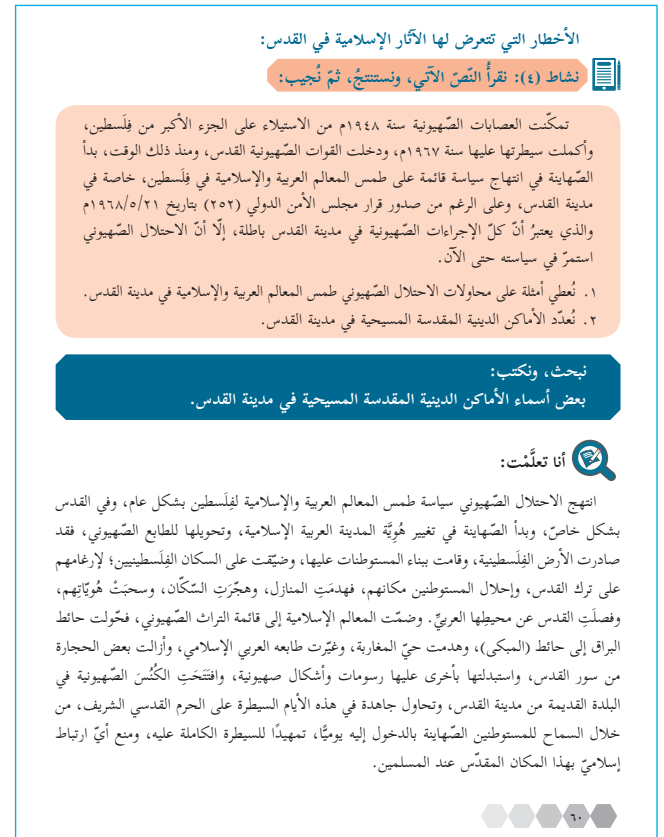 الأخطار التي تتعرض لها الآثار الإسلامية في القدس:
نشاط (٤): نقرأُ النّصّ الآتي، ونستنتجُ، ثمّ نُجيب:
تمكّنت العصابات الصّهيونية سنة ١٩٤٨م من الاستيلاء على الجزء الأكبر من فِلَسطين،
وأكملت سيطرتها عليها سنة ١٩٦٧م، ودخلت القوات الصّهيونية القدس، ومنذ ذلك الوقت، بدأ
الصّهاينة في انتهاج سياسة قائمة على طمس المعالم العربية والإسلامية في فِلَسطين، خاصة في
مدينة القدس، وعلى الرغم من صدور قرار مجلس الأمن الدولي (٢٥٢) بتاريخ ١٩٦٨/٥/٢١م
والذي يعتبرُ أنّ كلّ الإجراءات الصّهيونية في مدينة القدس باطلة، إلّا أنّ الاحتلال الصّهيوني
استمرّ في سياسته حتى الآن.
١. نُعطي أمثلة على محاولات الاحتلال الصّهيوني طمس المعالم العربية والإسلامية في مدينة القدس.
٢. نُعدّد الأماكن الدينية المقدسة المسيحية في مدينة القدس.
نبحث، ونكتب:
بعض أسماء الأماكن الدينية المقدسة المسيحية في مدينة القدس.
أنا تعلَّمْت:
انتهج الاحتلال الصّهيوني سياسة طمس المعالم العربية والإسلامية لفِلَسطين بشكل عام، وفي القدس
بشكل خاصّ، وبدأ الصّهاينة في تغيير هُوِيَّة المدينة العربية الإسلامية، وتحويلها للطابع الصّهيوني، فقد
صادرت الأرض الفِلَسطينية، وقامت ببناء المستوطنات عليها، وضيّقت على السكان الفِلَسطينيين؛ لإرغامهم
على ترك القدس، وإحلال المستوطنين مكانهم، فهدمَتِ المنازل، وهجّرَتِ السّكّان، وسحبَتْ هُويّاتِهم،
وفصلَتِ القدس عن محيطِها العربيِّ. وضمّت المعالم الإسلامية إلى قائمة التراث الصّهيوني، فحّولت حائط
البراق إلى حائط (المبكى)، وهدمت حيّ المغاربة، وغيّرت طابعه العربي الإسلامي، وأزالت بعض الحجارة
من سور القدس، واستبدلتها بأخرى عليها رسومات وأشكال صهيونية، وافتَتَحَتِ الكُنُسَ الصّهيونية في
البلدة القديمة من مدينة القدس، وتحاول جاهدة في هذه الأيام السيطرة على الحرم القدسي الشريف، من
خلال السماح للمستوطنين الصّهاينة بالدخول إليه يوميًّا، تمهيدًا للسيطرة الكاملة عليه، ومنع أيّ ارتباط
إسلاميّ بهذا المكان المقدّس عند المسلمين.
٦٠